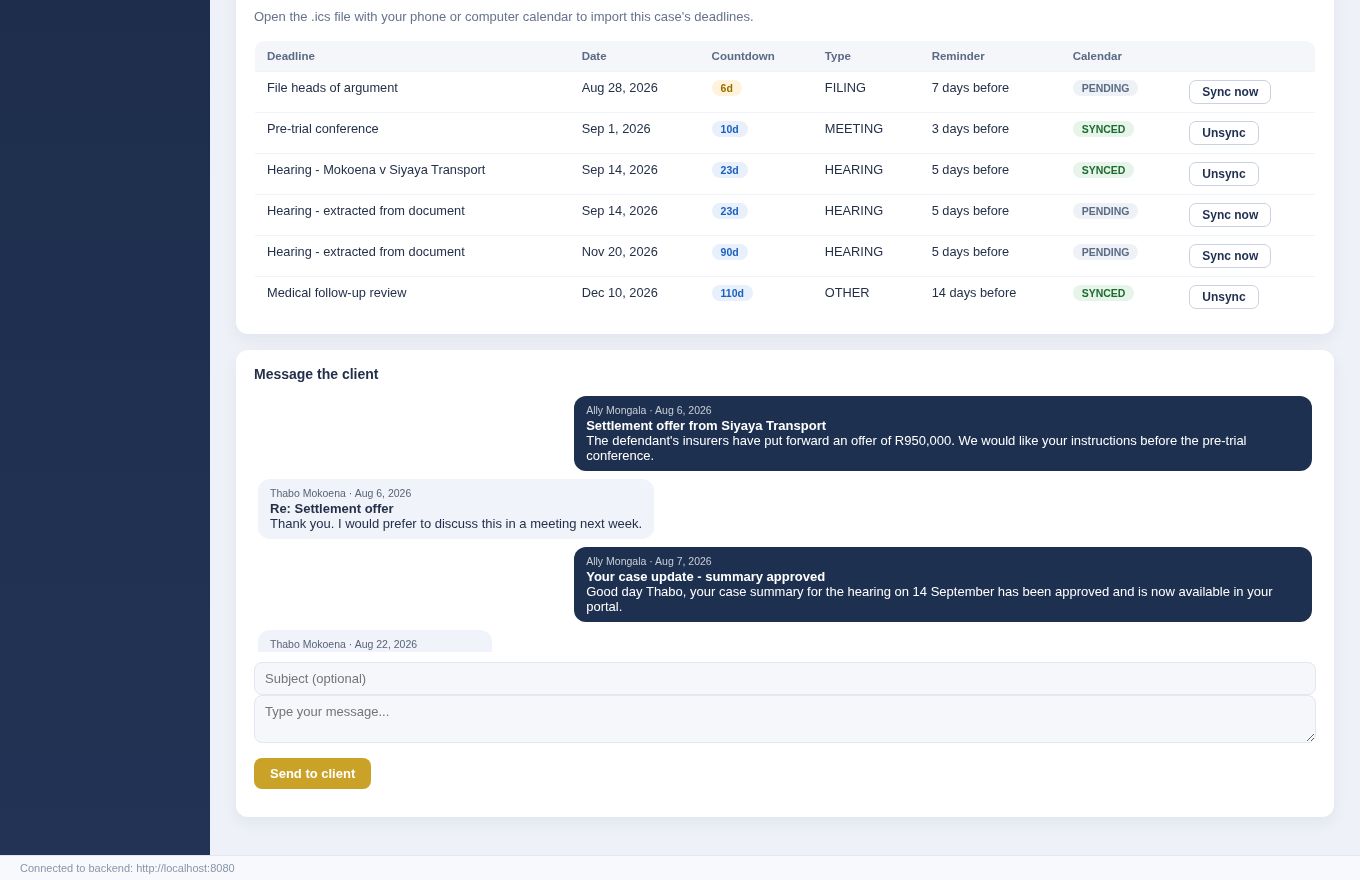 Open the .ics file with your phone or computer calendar to import this case's deadlines.
Deadline Date Countdown Type Reminder Calendar
File heads of argument Aug 28, 2026 6d FILING 7 days before PENDING Sync now
Pre-trial conference Sep 1, 2026 10d MEETING 3 days before SYNCED Unsync
Hearing - Mokoena v Siyaya Transport Sep 14, 2026 23d HEARING 5 days before SYNCED Unsync
Hearing - extracted from document Sep 14, 2026 23d HEARING 5 days before PENDING Sync now
Hearing - extracted from document Nov 20, 2026 90d HEARING 5 days before PENDING Sync now
Medical follow-up review Dec 10, 2026 110d OTHER 14 days before SYNCED Unsync
Message the client
Ally Mongala · Aug 6, 2026
Settlement offer from Siyaya Transport
The defendant's insurers have put forward an offer of R950,000. We would like your instructions before the pre-trial
conference.
Thabo Mokoena · Aug 6, 2026
Re: Settlement offer
Thank you. I would prefer to discuss this in a meeting next week.
Ally Mongala · Aug 7, 2026
Your case update - summary approved
Good day Thabo, your case summary for the hearing on 14 September has been approved and is now available in your
portal.
Thabo Mokoena · Aug 22, 2026
Subject (optional)
Type your message...
Send to client
Connected to backend: http://localhost:8080